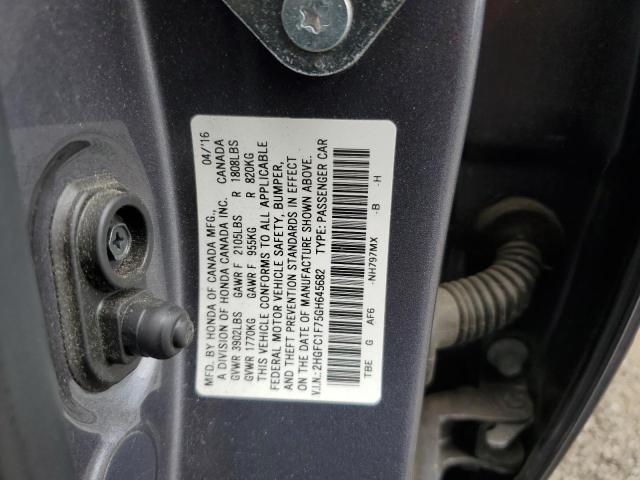 MFD. BY HONDA OF CANADA MFG., 04/'16
A DIVISION OF HONDA CANADA INC. CANADA
GVWR 3902LBS GAWR F 2105LBS R 1808LBS
GVWR 1770KG GAWR F 955KG R 820KG
THIS VEHICLE CONFORMS TO ALL APPLICABLE
FEDERAL MOTOR VEHICLE SAFETY, BUMPER,
AND THEFT PREVENTION STANDARDS IN EFFECT
ON THE DATE OF MANUFACTURE SHOWN ABOVE.
V.I.N.: 2HGFC1F75GH645682 TYPE: PASSENGER CAR
TBE G AF6 -NH797MX -B -H